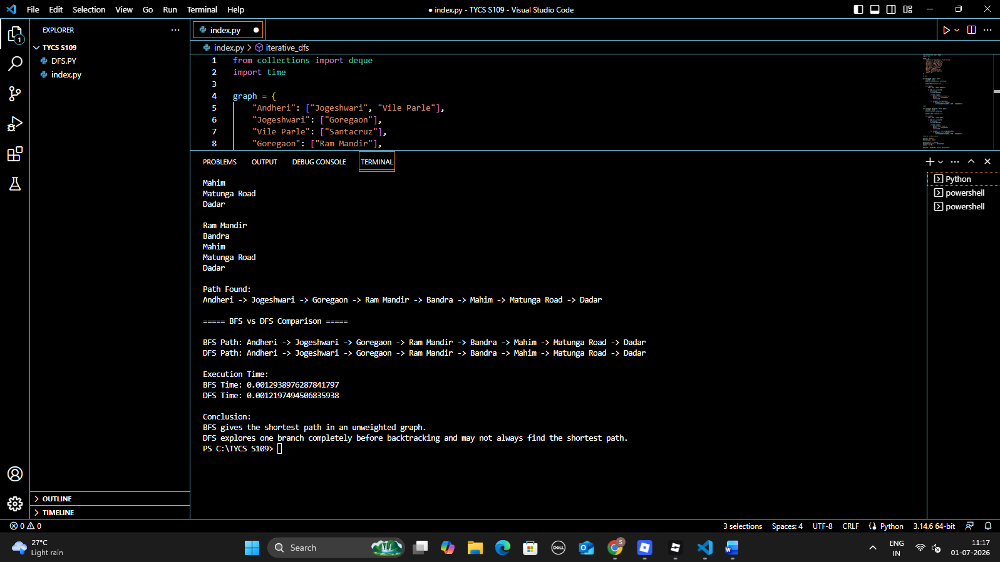 File Edit Selection View Go Run Terminal Help
● index.py - TYCS S109 - Visual Studio Code
EXPLORER
TYCS S109
DFS.PY
index.py
OUTLINE
TIMELINE
1
index.py
index.py > iterative_dfs
1 from collections import deque
2 import time
3
4 graph = {
5 "Andheri": ["Jogeshwari", "Vile Parle"],
6 "Jogeshwari": ["Goregaon"],
7 "Vile Parle": ["Santacruz"],
8 "Goregaon": ["Ram Mandir"],
PROBLEMS OUTPUT DEBUG CONSOLE TERMINAL
Mahim
Matunga Road
Dadar
Ram Mandir
Bandra
Mahim
Matunga Road
Dadar
Path Found:
Andheri -> Jogeshwari -> Goregaon -> Ram Mandir -> Bandra -> Mahim -> Matunga Road -> Dadar
===== BFS vs DFS Comparison =====
BFS Path: Andheri -> Jogeshwari -> Goregaon -> Ram Mandir -> Bandra -> Mahim -> Matunga Road -> Dadar
DFS Path: Andheri -> Jogeshwari -> Goregaon -> Ram Mandir -> Bandra -> Mahim -> Matunga Road -> Dadar
Execution Time:
BFS Time: 0.0012938976287841797
DFS Time: 0.0012197494506835938
Conclusion:
BFS gives the shortest path in an unweighted graph.
DFS explores one branch completely before backtracking and may not always find the shortest path.
PS C:\TYCS S109>
Python
powershell
powershell
0 0
3 selections Spaces: 4 UTF-8 CRLF Python 3.14.6 64-bit
27°C
Light rain
Search
DELL
S
ENG
IN
11:17
01-07-2026